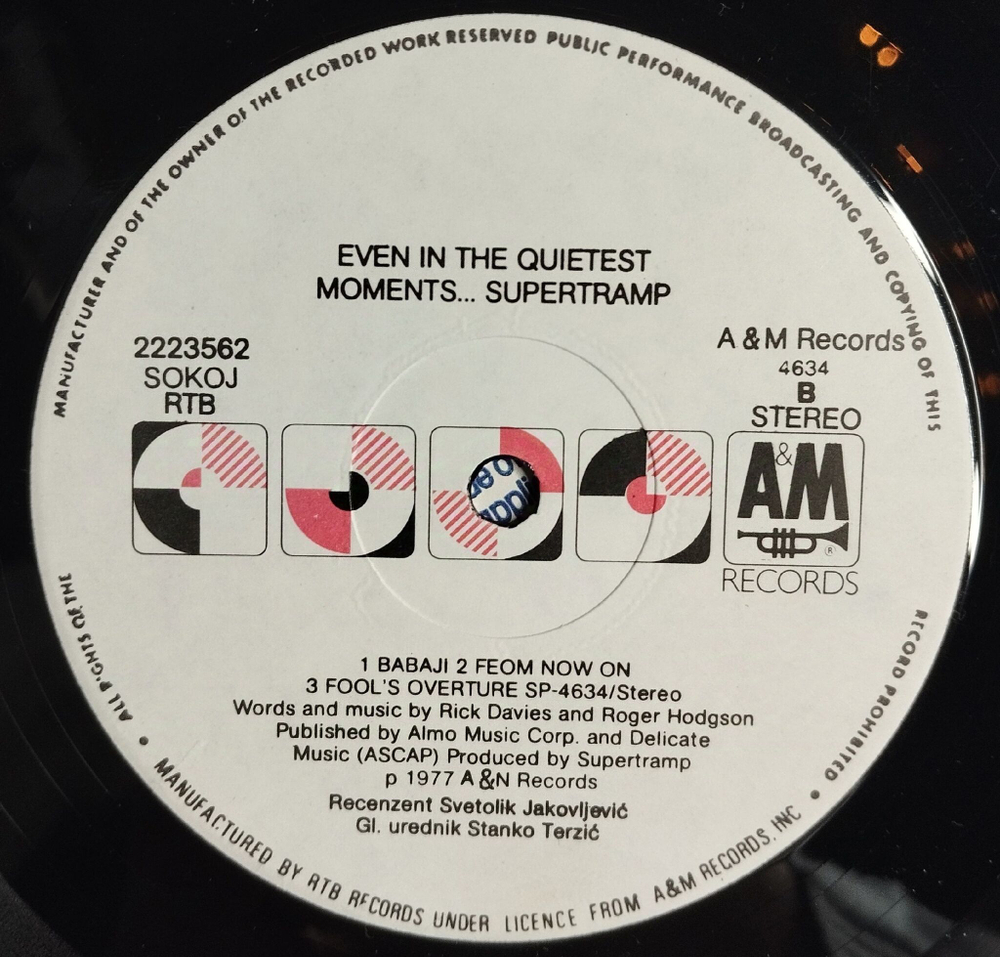 MANUFACTURER AND OF THE OWNER OF THE RECORDED WORK RESERVED PUBLIC PERFORMANCE BROADCASTING AND COPYING OF THIS
RECORD PROHIBITED
EVEN IN THE QUIETEST
MOMENTS... SUPERTRAMP
2223562
SOKOJ
RTB
A & M Records
4634
B
STEREO
A&M
®
RECORDS
1 BABAJI 2 FEOM NOW ON
3 FOOL'S OVERTURE SP-4634/Stereo
Words and music by Rick Davies and Roger Hodgson
Published by Almo Music Corp. and Delicate
Music (ASCAP) Produced by Supertramp
p 1977 A &N Records
Recenzent Svetolik Jakovljević
Gl. urednik Stanko Terzić
ALL RIGHTS OF THE
• MANUFACTURED BY RTB RECORDS UNDER LICENCE FROM A&M RECORDS. INC •